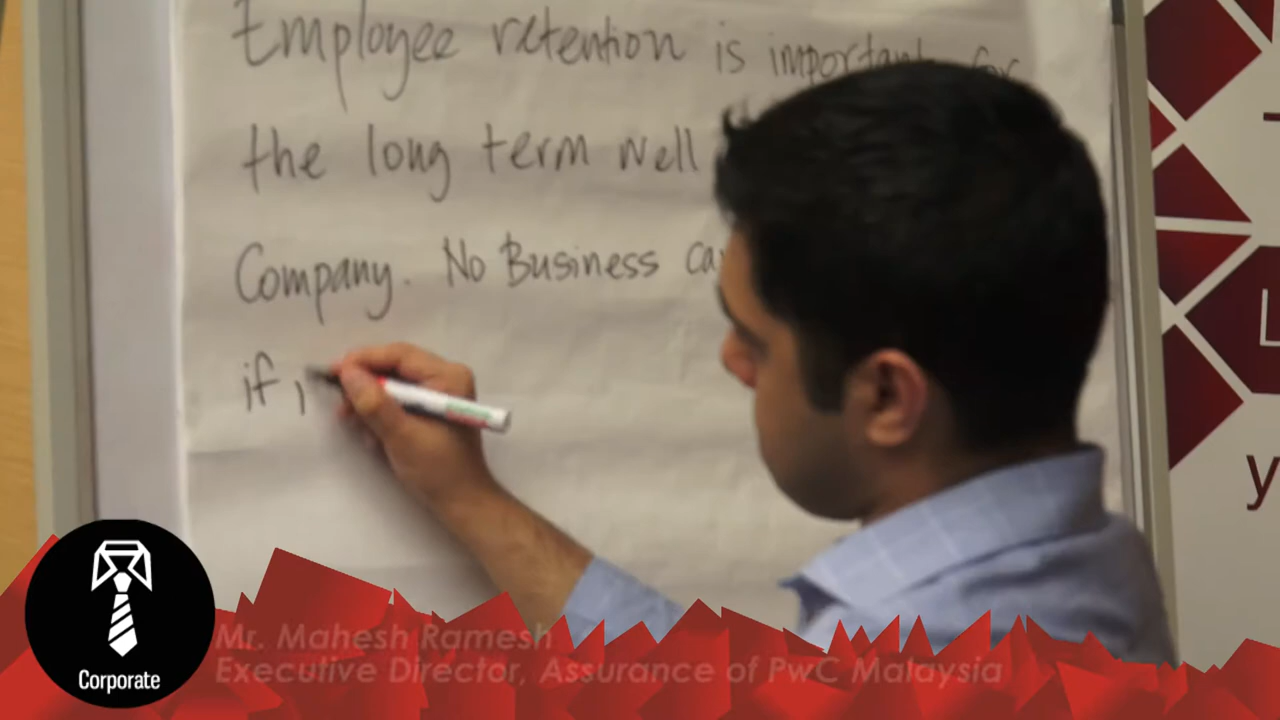 Employee retention is important for
the long term well
Company. No Business ca
if i
Corporate
Mr. Mahesh Ramesh
Executive Director, Assurance of PwC Malaysia
y